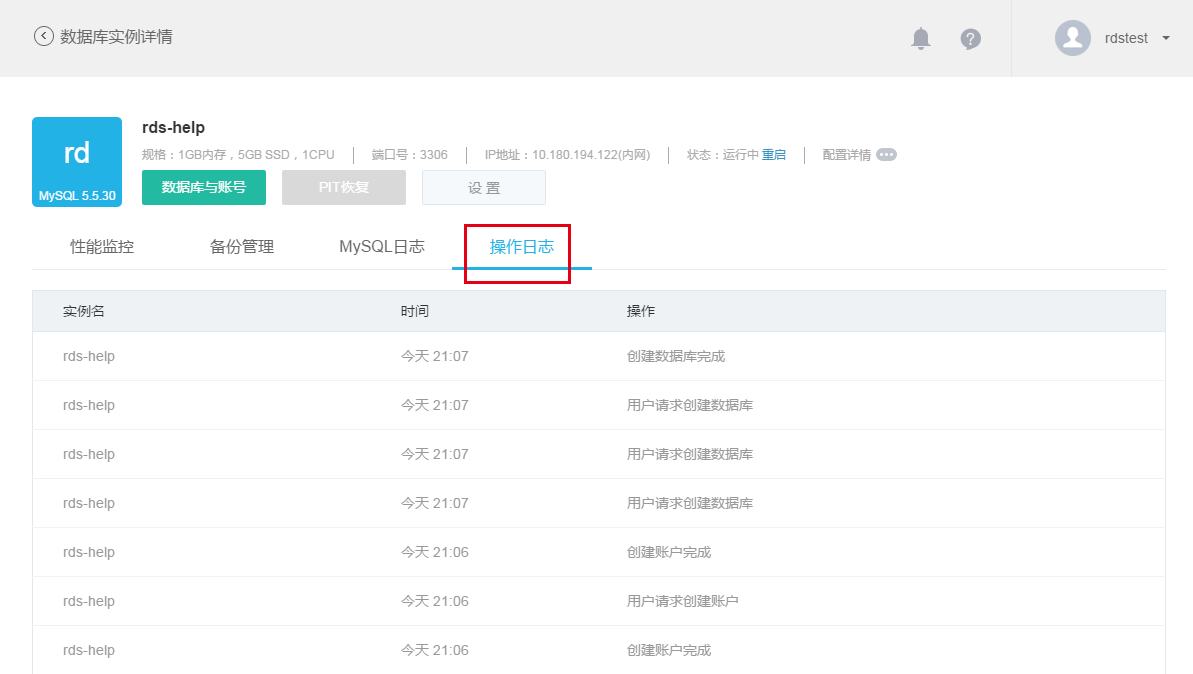 数据库实例详情
rdstest
rd
MySQL 5.5.30
rds-help
规格：1GB内存，5GB SSD，1CPU 端口号：3306 IP地址：10.180.194.122(内网) 状态：运行中 重启 配置详情
数据库与账号 PIT恢复 设 置
性能监控 备份管理 MySQL日志 操作日志
实例名 时间 操作
rds-help 今天 21:07 创建数据库完成
rds-help 今天 21:07 用户请求创建数据库
rds-help 今天 21:07 用户请求创建数据库
rds-help 今天 21:07 用户请求创建数据库
rds-help 今天 21:06 创建账户完成
rds-help 今天 21:06 用户请求创建账户
rds-help 今天 21:06 创建账户完成